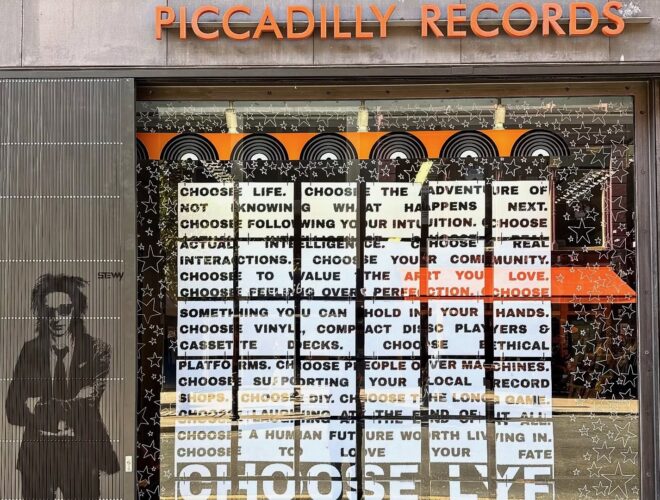 PICCADILLY RECORDS
CHOOSE LIFE. CHOOSE THE ADVENTURE OF
NOT KNOWING WHAT HAPPENS NEXT.
CHOOSE FOLLOWING YOUR INTUITION. CHOOSE
ACTUAL INTELLIGENCE. CHOOSE REAL
INTERACTIONS. CHOOSE YOUR COMMUNITY.
CHOOSE TO VALUE THE ART YOU LOVE.
CHOOSE FEELINGS OVER PERFECTION. CHOOSE
SOMETHING YOU CAN HOLD IN YOUR HANDS.
CHOOSE VINYL, COMPACT DISC PLAYERS &
CASSETTE DECKS. CHOOSE ETHICAL
PLATFORMS. CHOOSE PEOPLE OVER MACHINES.
CHOOSE SUPPORTING YOUR LOCAL RECORD
SHOPS. CHOOSE DIY. CHOOSE THE LONG GAME.
CHOOSE LAUGHING AT THE END OF IT ALL.
CHOOSE A HUMAN FUTURE WORTH LIVING IN.
CHOOSE TO LOVE YOUR FATE
CHOOSE LYF
STEWY